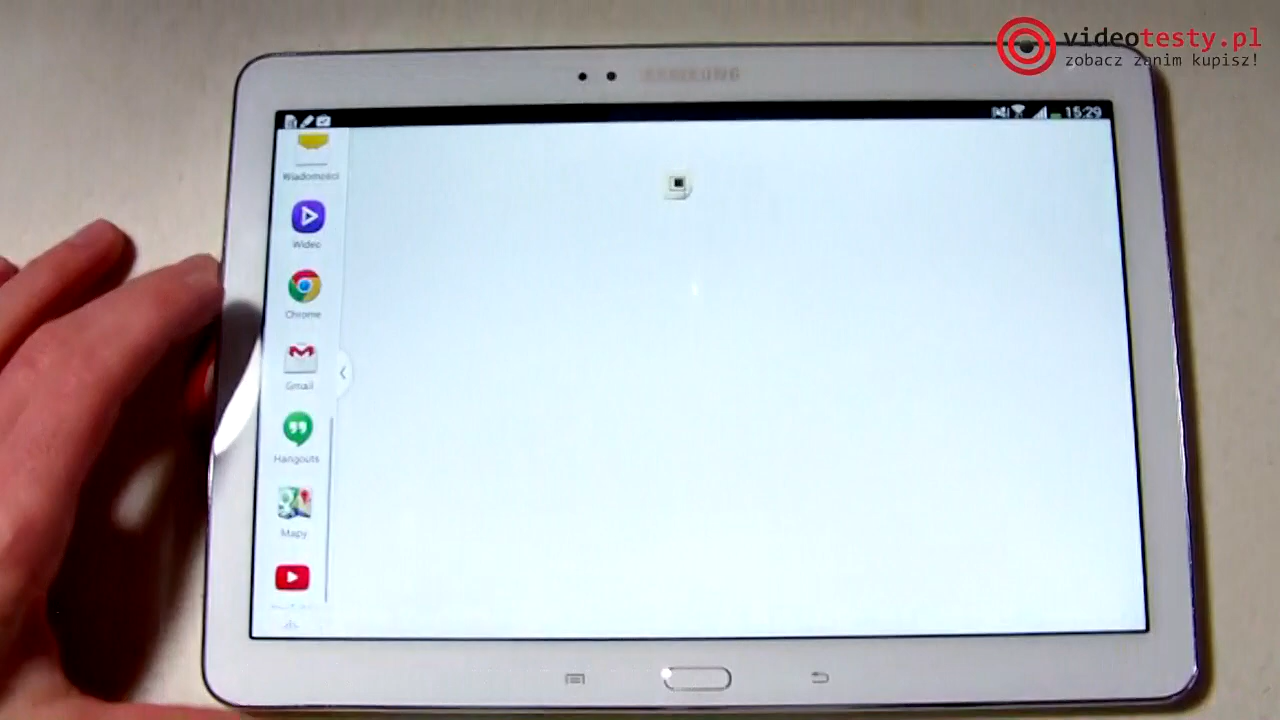 videotesty.pl
zobacz zanim kupisz!
SAMSUNG
15:29
Wiadomości
Wideo
Chrome
Gmail
Hangouts
Mapy